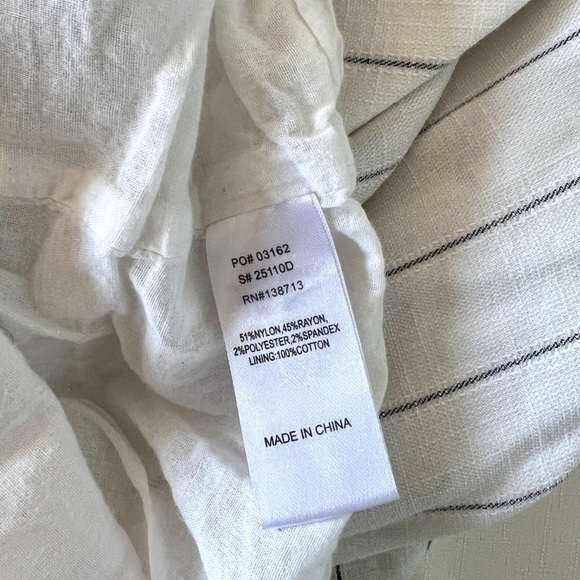 PO# 03162
S# 25110D
RN#138713
51%NYLON,45%RAYON,
2%POLYESTER,2%SPANDEX
LINING:100%COTTON
MADE IN CHINA